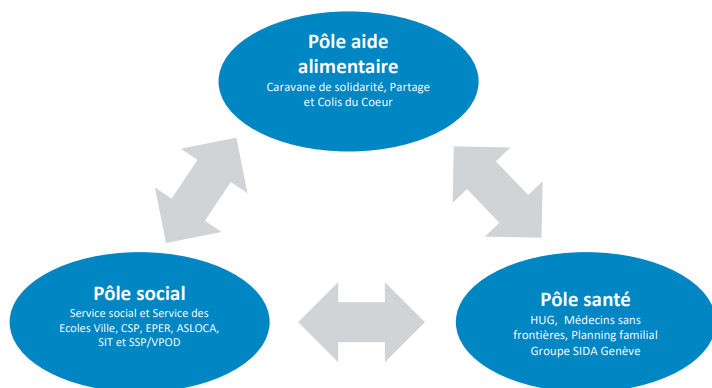 Pôle aide
alimentaire
Caravane de solidarité, Partage
et Colis du Coeur
Pôle social
Service social et Service des
Ecoles Ville, CSP, EPER, ASLOCA,
SIT et SSP/VPOD
Pôle santé
HUG, Médecins sans
frontières, Planning familial
Groupe SIDA Genève